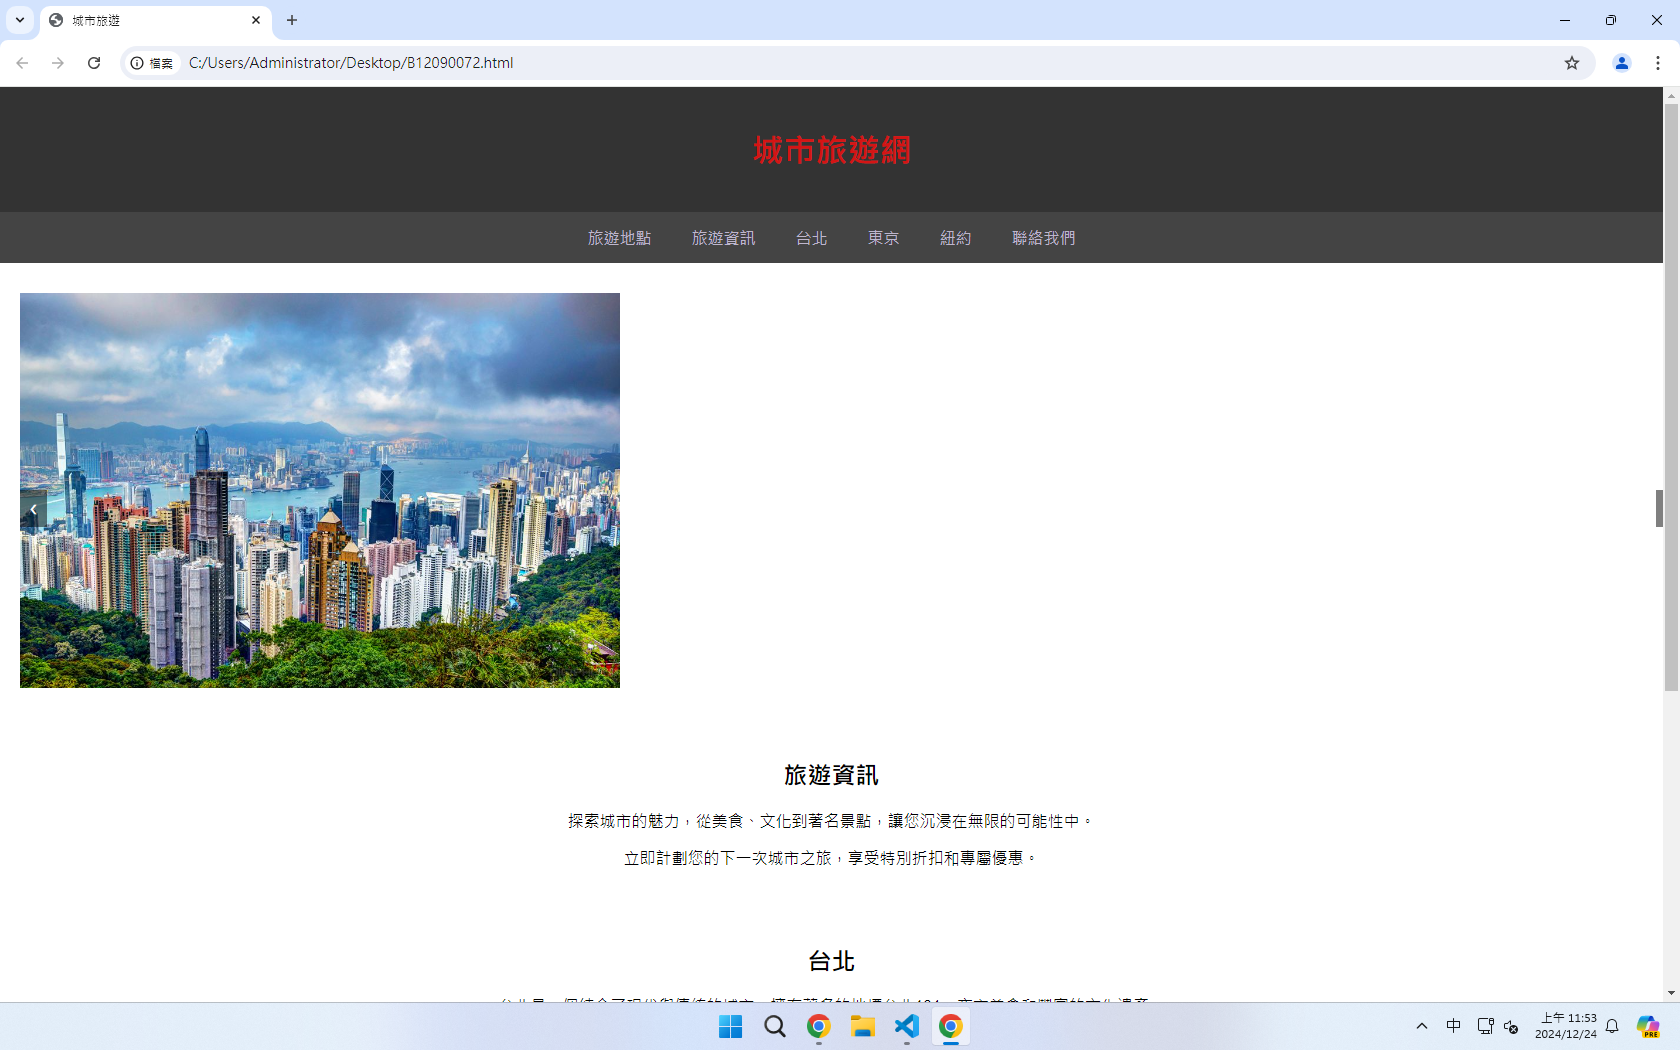 城市旅遊
檔案
C:/Users/Administrator/Desktop/B12090072.html
城市旅遊網
旅遊地點 旅遊資訊 台北 東京 紐約 聯絡我們
旅遊資訊
探索城市的魅力，從美食、文化到著名景點，讓您沉浸在無限的可能性中。
立即計劃您的下一次城市之旅，享受特別折扣和專屬優惠。
台北
中
上午 11:53
2024/12/24
PRE